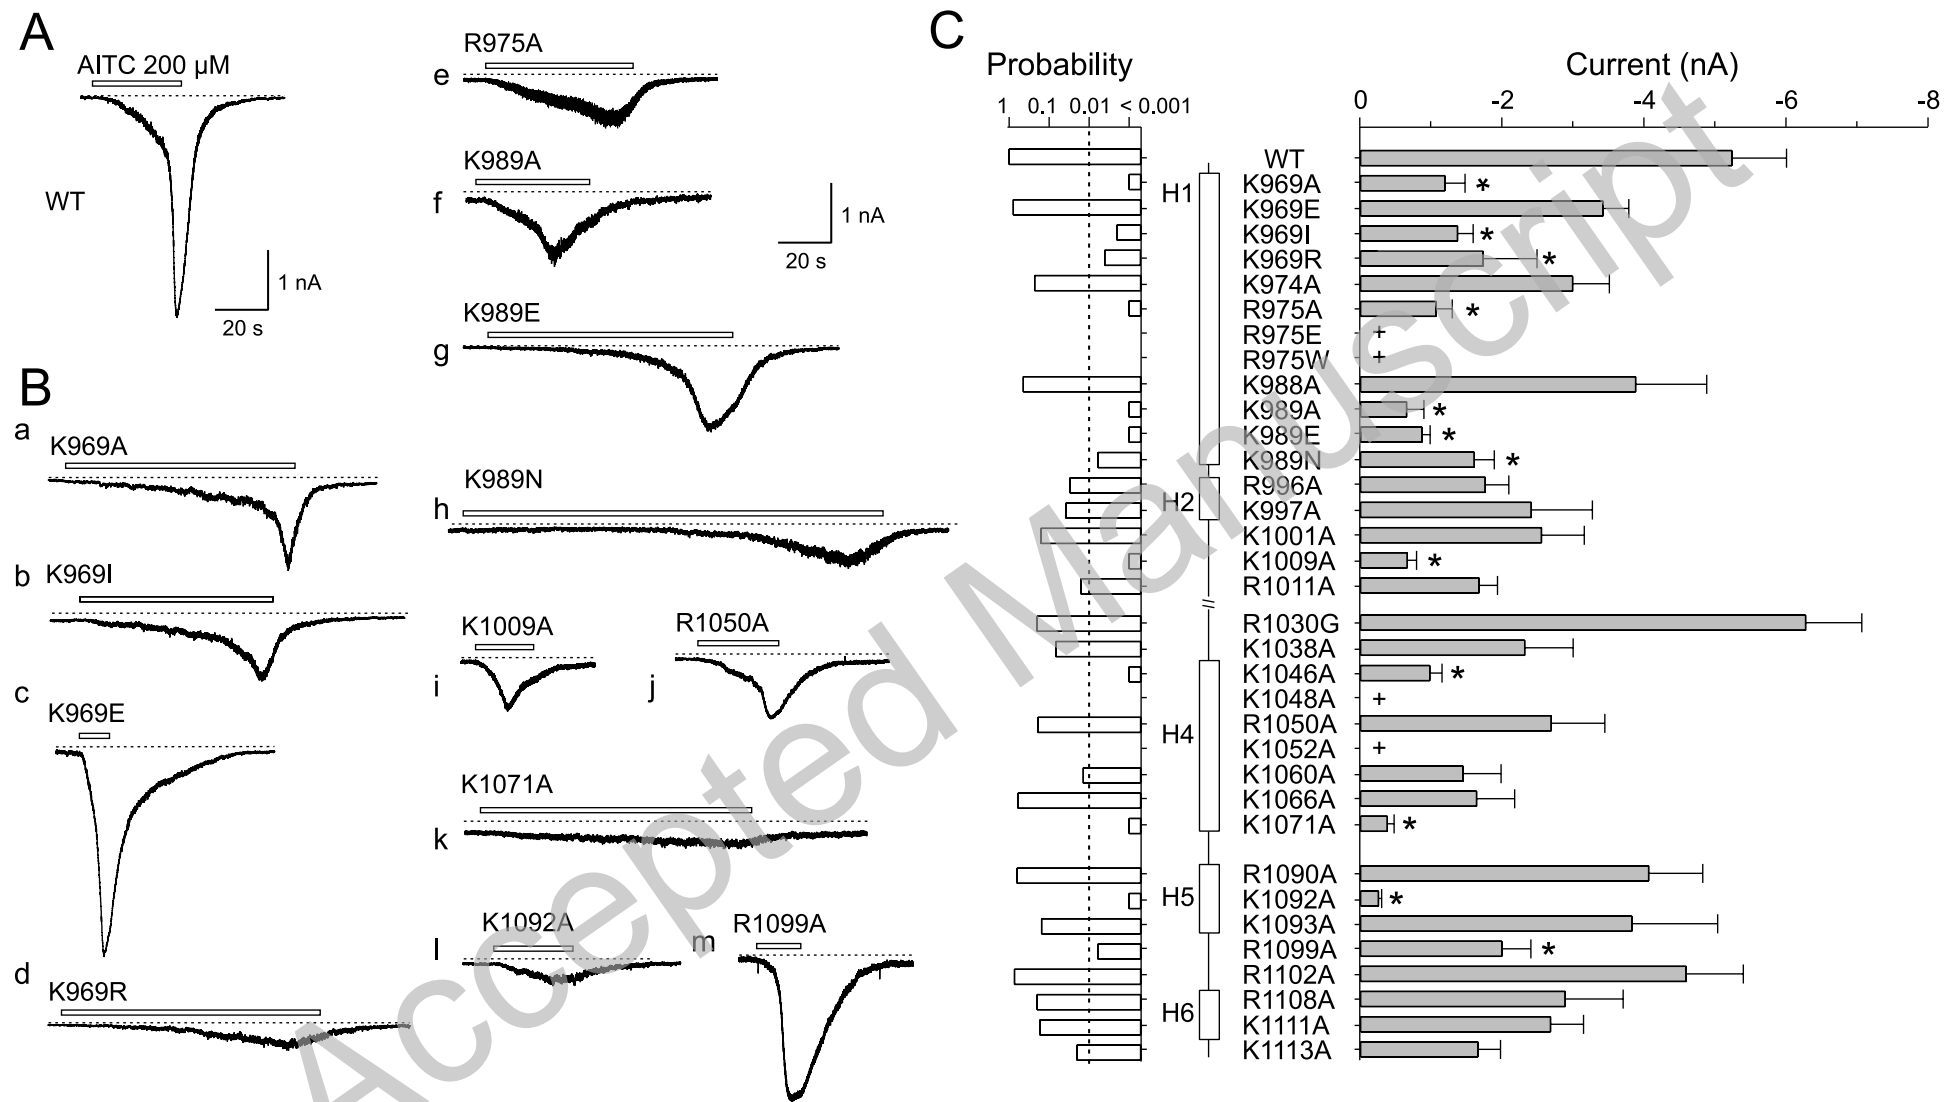 A
AITC 200 µM
WT
1 nA
20 s
B
a
K969A
b
K969I
c
K969E
d
K969R
e
R975A
f
K989A
1 nA
20 s
g
K989E
h
K989N
i
K1009A
j
R1050A
k
K1071A
l
K1092A
m
R1099A
C
Probability
1 0.1 0.01 < 0.001
Current (nA)
0 -2 -4 -6 -8
WT
H1
K969A *
K969E
K969I *
K969R *
K974A
R975A *
R975E +
R975W +
K988A
K989A *
K989E *
K989N *
H2
R996A
K997A
K1001A
K1009A *
R1011A
//
R1030G
K1038A
H4
K1046A *
K1048A +
R1050A
K1052A +
K1060A
K1066A
K1071A *
H5
R1090A
K1092A *
K1093A
R1099A *
R1102A
H6
R1108A
K1111A
K1113A
Accepted Manuscript